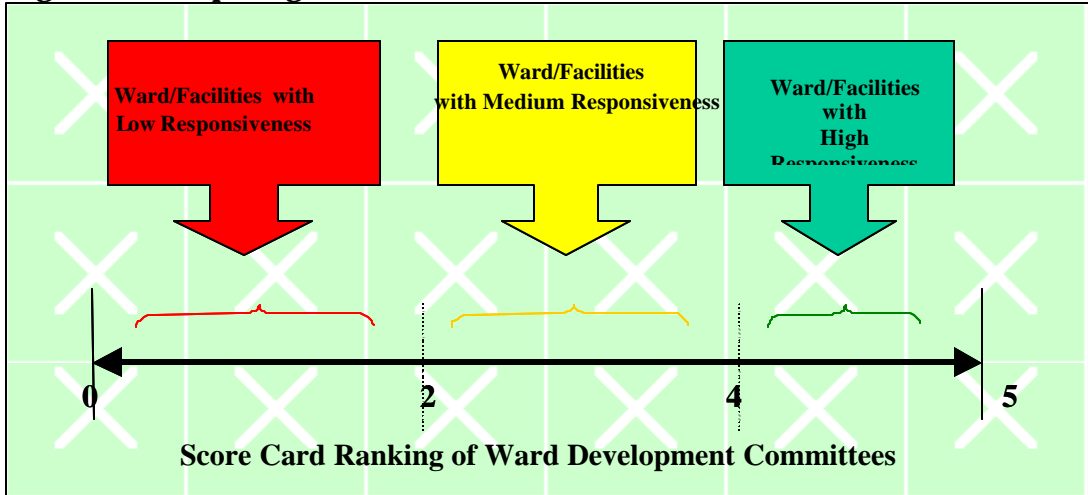 Ward/Facilities with
Low Responsiveness
Ward/Facilities
with Medium Responsiveness
Ward/Facilities
with
High
Responsiveness
0 2 4 5
Score Card Ranking of Ward Development Committees